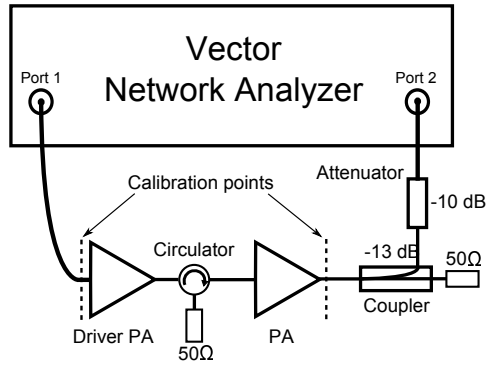 Vector
Network Analyzer
Port 1
Port 2
Attenuator
-10 dB
Calibration points
Circulator
-13 dB
50Ω
Coupler
Driver PA
PA
50Ω